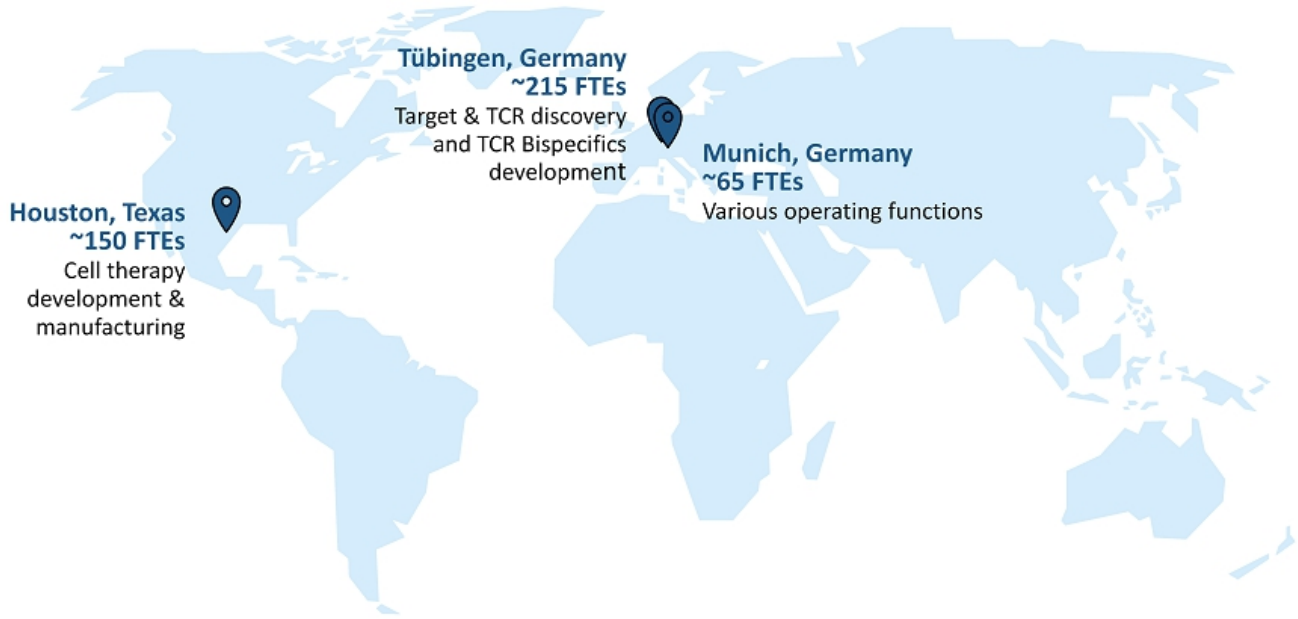 Tübingen, Germany
~215 FTEs
Target & TCR discovery
and TCR Bispecifics
development
Munich, Germany
~65 FTEs
Various operating functions
Houston, Texas
~150 FTEs
Cell therapy
development &
manufacturing